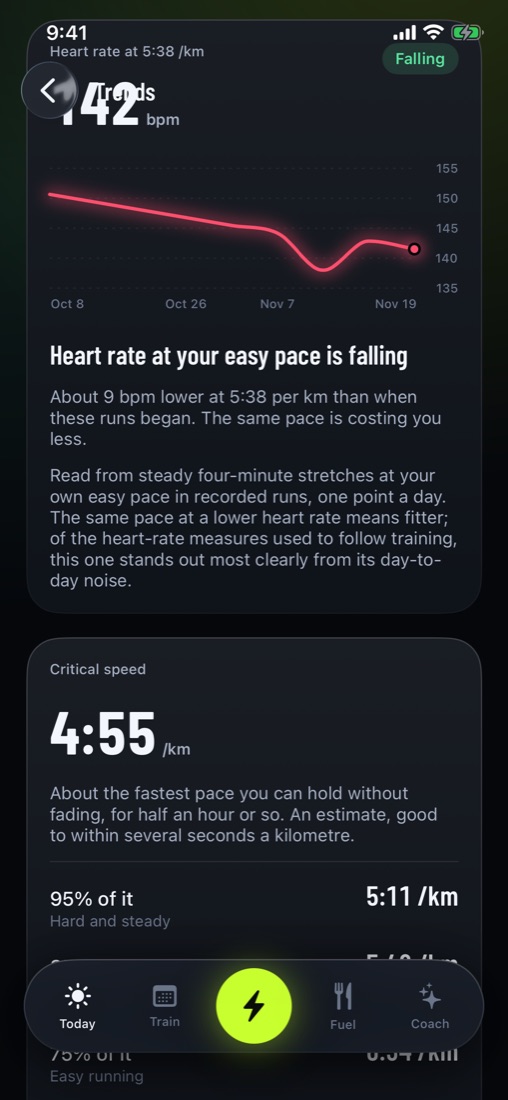 9:41
Heart rate at 5:38 /km
Falling
Trends
142 bpm
155
150
145
140
135
Oct 8
Oct 26
Nov 7
Nov 19
Heart rate at your easy pace is falling
About 9 bpm lower at 5:38 per km than when
these runs began. The same pace is costing you
less.
Read from steady four-minute stretches at your
own easy pace in recorded runs, one point a day.
The same pace at a lower heart rate means fitter;
of the heart-rate measures used to follow training,
this one stands out most clearly from its day-to-
day noise.
Critical speed
4:55 /km
About the fastest pace you can hold without
fading, for half an hour or so. An estimate, good
to within several seconds a kilometre.
95% of it
5:11 /km
Hard and steady
75% of it
6:34 /km
Easy running
Today
Train
Fuel
Coach